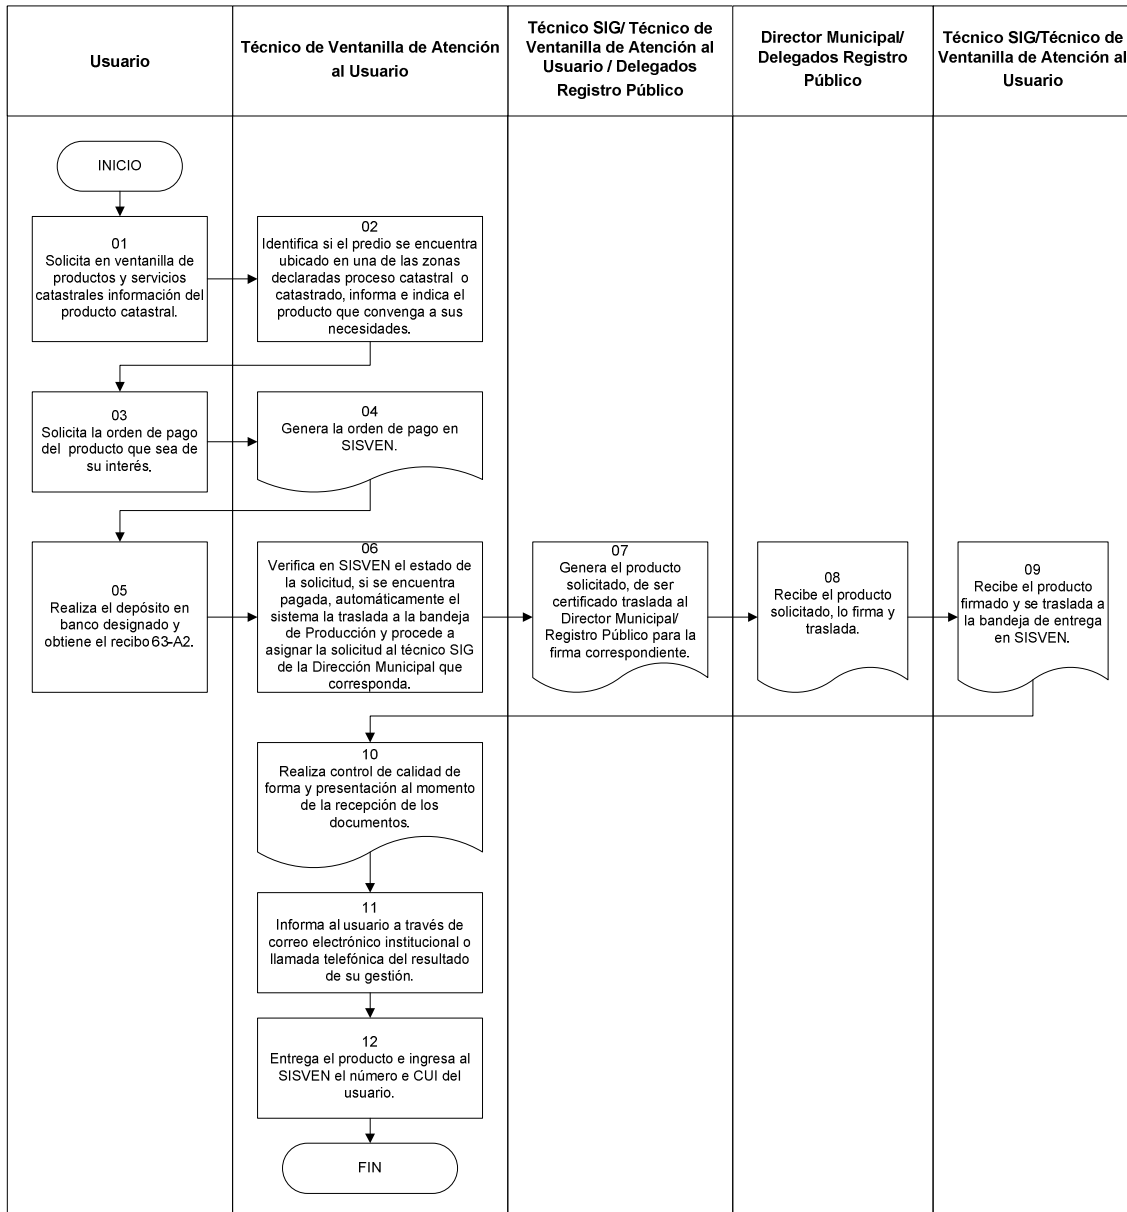 Usuario
Técnico de Ventanilla de Atención
al Usuario
Técnico SIG/ Técnico de
Ventanilla de Atención al
Usuario / Delegados
Registro Público
Director Municipal/
Delegados Registro
Público
Técnico SIG/Técnico de
Ventanilla de Atención al
Usuario
INICIO
01
Solicita en ventanilla de
productos y servicios
catastrales información del
producto catastral.
02
Identifica si el predio se encuentra
ubicado en una de las zonas
declaradas proceso catastral o
catastrado, informa e indica el
producto que convenga a sus
necesidades.
03
Solicita la orden de pago
del producto que sea de
su interés.
04
Genera la orden de pago en
SISVEN.
05
Realiza el depósito en
banco designado y
obtiene el recibo 63-A2.
06
Verifica en SISVEN el estado de
la solicitud, si se encuentra
pagada, automáticamente el
sistema la traslada a la bandeja
de Producción y procede a
asignar la solicitud al técnico SIG
de la Dirección Municipal que
corresponda.
07
Genera el producto
solicitado, de ser
certificado traslada al
Director Municipal/
Registro Público para la
firma correspondiente.
08
Recibe el producto
solicitado, lo firma y
traslada.
09
Recibe el producto
firmado y se traslada a
la bandeja de entrega
en SISVEN.
10
Realiza control de calidad de
forma y presentación al momento
de la recepción de los
documentos.
11
Informa al usuario a través de
correo electrónico institucional o
llamada telefónica del resultado
de su gestión.
12
Entrega el producto e ingresa al
SISVEN el número e CUI del
usuario.
FIN